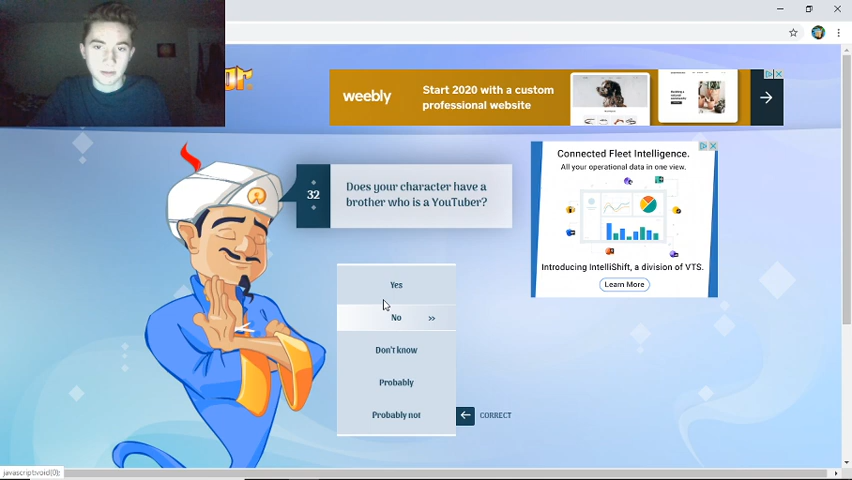 or.
weebly
Start 2020 with a custom
professional website
32
Does your character have a
brother who is a YouTuber?
Connected Fleet Intelligence.
All your operational data in one view.
Introducing IntelliShift, a division of VTS.
Learn More
Yes
No
Don't know
Probably
Probably not
CORRECT
javascript:void(0);